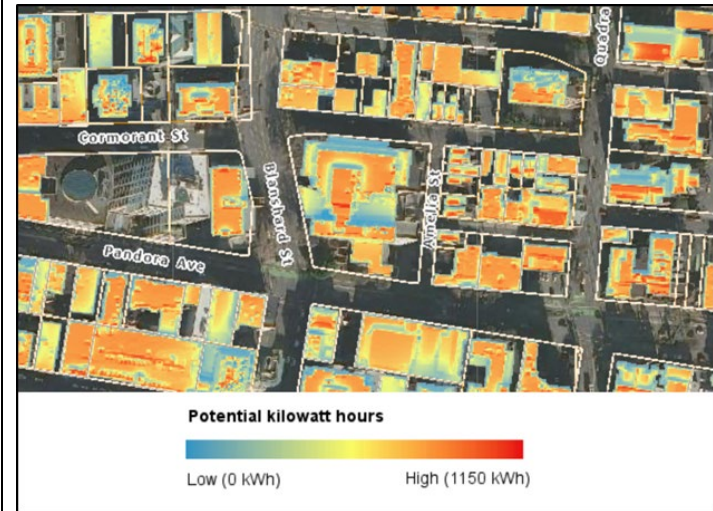 Quadra
Cormorant St
Blanshard St
Amelia St
Pandora Ave
Potential kilowatt hours
Low (0 kWh)
High (1150 kWh)